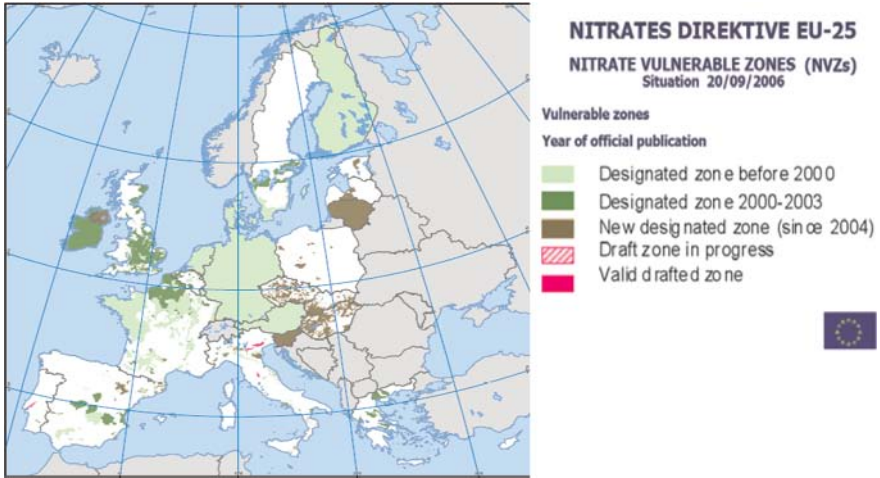 NITRATES DIREKTIVE EU-25
NITRATE VULNERABLE ZONES (NVZs)
Situation 20/09/2006
Vulnerable zones
Year of official publication
Designated zone before 2000
Designated zone 2000-2003
New designated zone (since 2004)
Draft zone in progress
Valid drafted zone